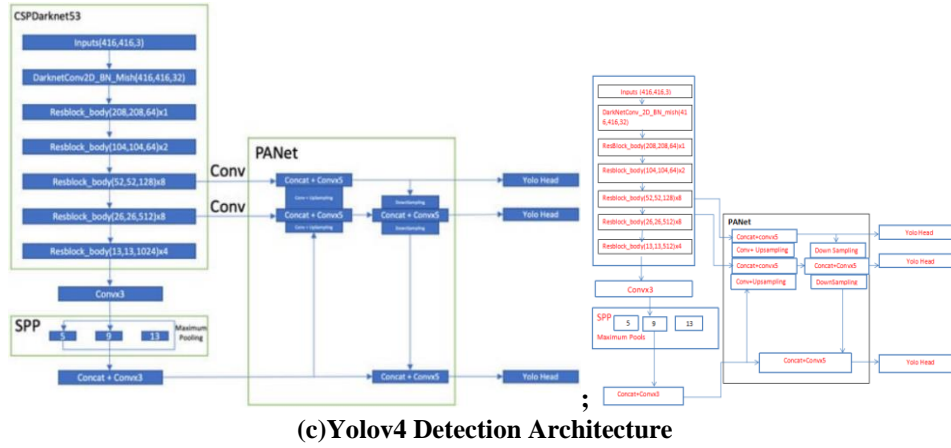 CSPDarknet53
Inputs(416,416,3)
DarknetConv2D_BN_Mish(416,416,32)
Resblock_body(208,208,64)x1
Resblock_body(104,104,64)x2
Resblock_body(52,52,128)x8
Resblock_body(26,26,512)x8
Resblock_body(13,13,1024)x4
Convx3
SPP
5
9
13
Maximum
Pooling
Concat + Convx3
Conv
Conv
PANet
Concat + Convx5
Conv + UpSampling
DownSampling
Concat + Convx5
Concat + Convx5
Conv + UpSampling
DownSampling
Concat + Convx5
Yolo Head
Yolo Head
Yolo Head
;
Inputs (416,416,3)
DarkNetConv_2D_BN_mish(41
6,416,32)
ResBlock_body(208,208,64)x1
ResBlock_body(104,104,64)x2
ResBlock_body(52,52,128)x8
ResBlock_body(26,26,512)x8
ResBlock_body(13,13,512)x4
Convx3
SPP
5
9
13
Maximum Pools
Concat+Convx3
PANet
Concat+convx5
Conv+ Upsampling
Down Sampling
Concat+convx5
Concat+Convx5
Conv+Upsampling
DownSampling
Concat+Convx5
Yolo Head
Yolo Head
Yolo Head
(c)Yolov4 Detection Architecture